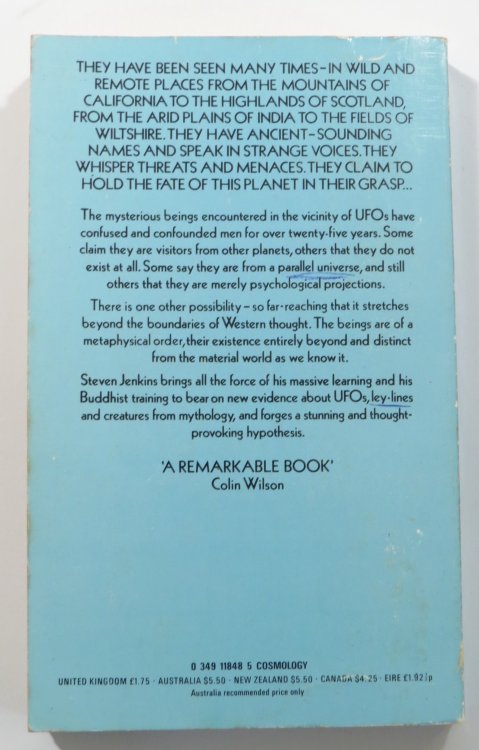 THEY HAVE BEEN SEEN MANY TIMES-IN WILD AND
REMOTE PLACES FROM THE MOUNTAINS OF
CALIFORNIA TO THE HIGHLANDS OF SCOTLAND,
FROM THE ARID PLAINS OF INDIA TO THE FIELDS OF
WILTSHIRE. THEY HAVE ANCIENT-SOUNDING
NAMES AND SPEAK IN STRANGE VOICES. THEY
WHISPER THREATS AND MENACES. THEY CLAIM TO
HOLD THE FATE OF THIS PLANET IN THEIR GRASP...
The mysterious beings encountered in the vicinity of UFOs have
confused and confounded men for over twenty-five years. Some
claim they are visitors from other planets, others that they do not
exist at all. Some say they are from a parallel universe, and still
others that they are merely psychological projections.
There is one other possibility – so far-reaching that it stretches
beyond the boundaries of Western thought. The beings are of a
metaphysical order, their existence entirely beyond and distinct
from the material world as we know it.
Steven Jenkins brings all the force of his massive learning and his
Buddhist training to bear on new evidence about UFOs, ley-lines
and creatures from mythology, and forges a stunning and thought-
provoking hypothesis.
'A REMARKABLE BOOK'
Colin Wilson
0 349 11848 5 COSMOLOGY
UNITED KINGDOM £1.75 · AUSTRALIA $5.50 · NEW ZEALAND $5.50 · CANADA $4.25 · EIRE £1.92½p
Australia recommended price only